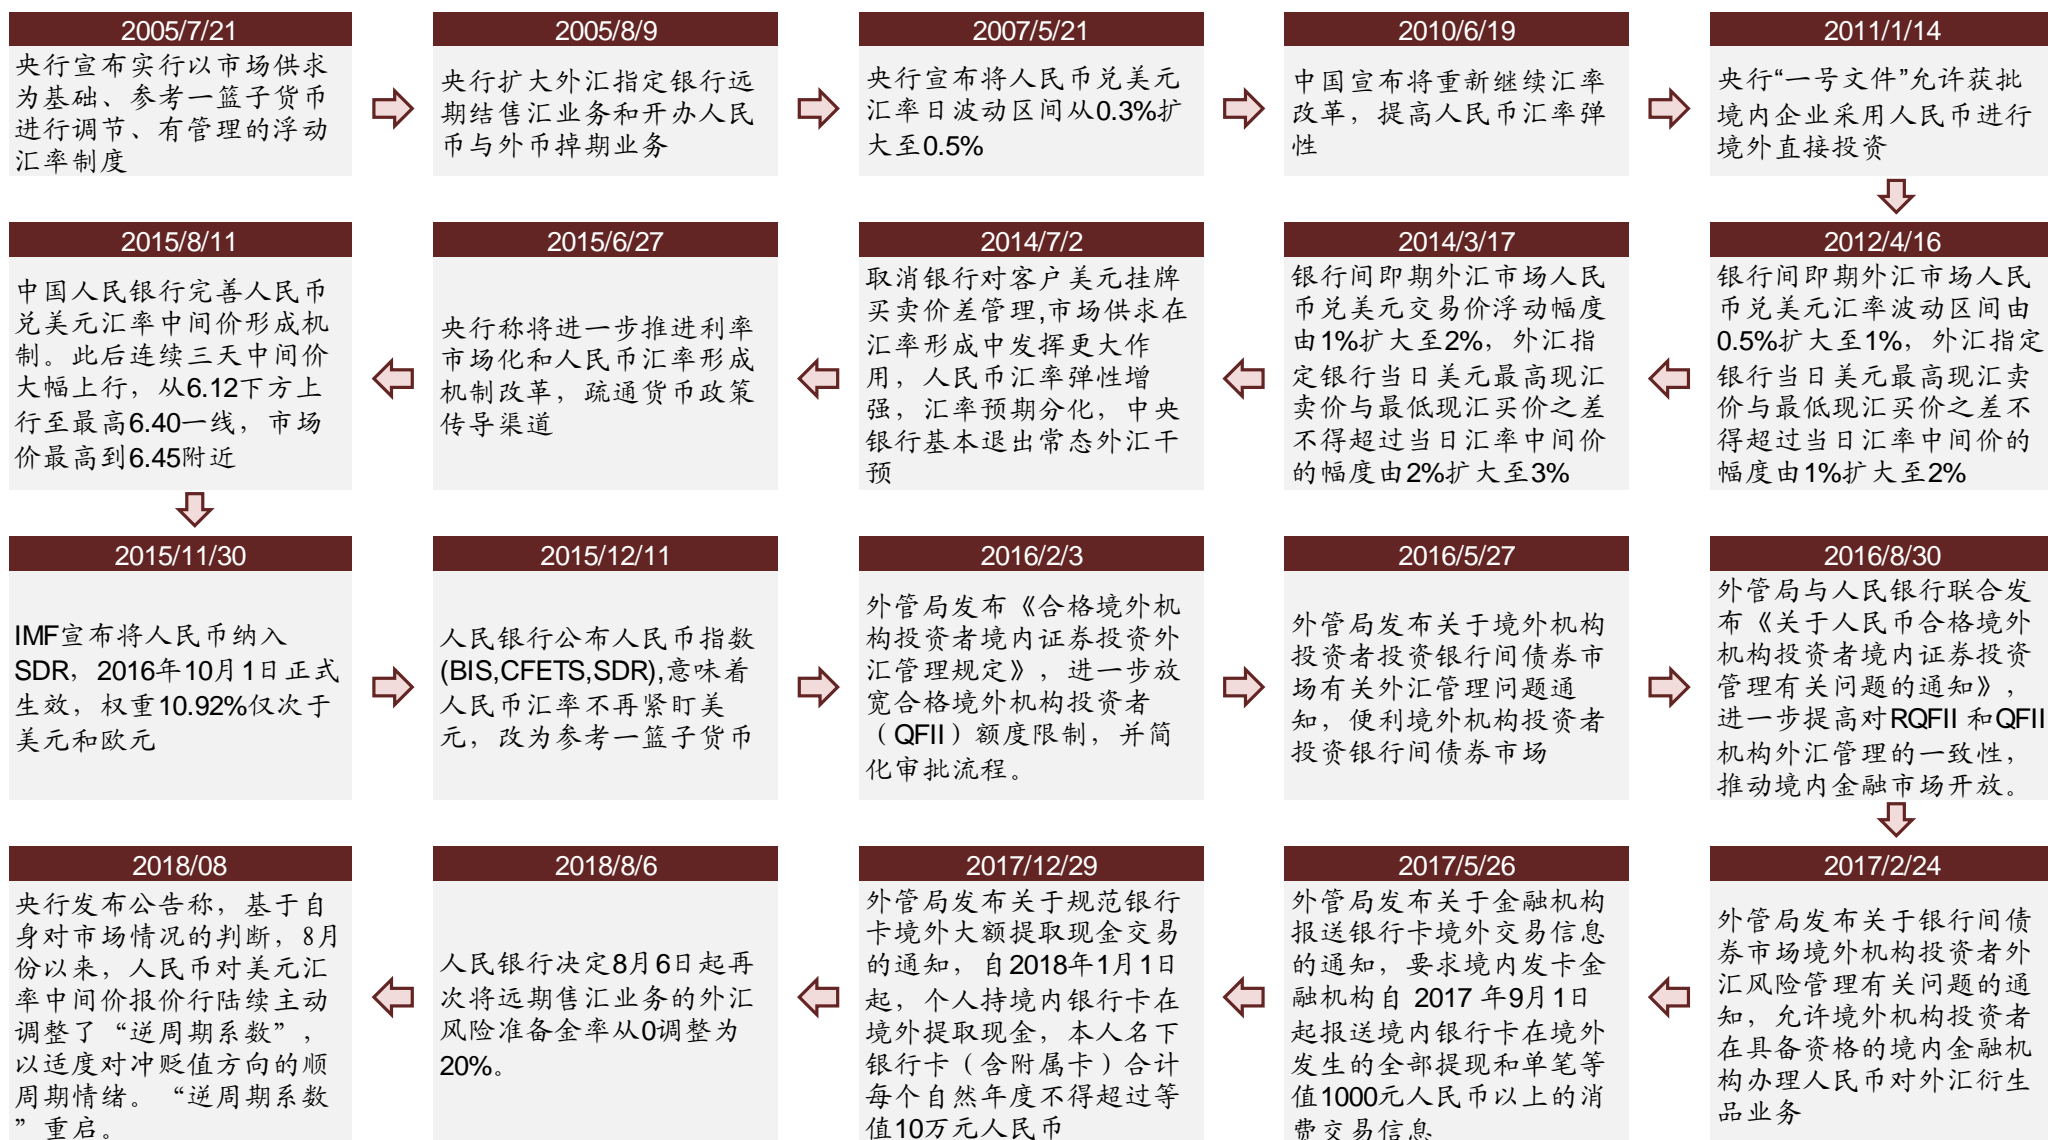 2005/7/21
央行宣布实行以市场供求
为基础、参考一篮子货币
进行调节、有管理的浮动
汇率制度
2005/8/9
央行扩大外汇指定银行远
期结售汇业务和开办人民
币与外币掉期业务
2007/5/21
央行宣布将人民币兑美元
汇率日波动区间从0.3%扩
大至0.5%
2010/6/19
中国宣布将重新继续汇率
改革，提高人民币汇率弹
性
2011/1/14
央行“一号文件”允许获批
境内企业采用人民币进行
境外直接投资
2012/4/16
银行间即期外汇市场人民
币兑美元汇率波动区间由
0.5%扩大至1%，外汇指定
银行当日美元最高现汇卖
价与最低现汇买价之差不
得超过当日汇率中间价的
幅度由1%扩大至2%
2014/3/17
银行间即期外汇市场人民
币兑美元交易价浮动幅度
由1%扩大至2%，外汇指
定银行当日美元最高现汇
卖价与最低现汇买价之差
不得超过当日汇率中间价
的幅度由2%扩大至3%
2014/7/2
取消银行对客户美元挂牌
买卖价差管理,市场供求在
汇率形成中发挥更大作
用，人民币汇率弹性增
强，汇率预期分化，中央
银行基本退出常态外汇干
预
2015/6/27
央行称将进一步推进利率
市场化和人民币汇率形成
机制改革，疏通货币政策
传导渠道
2015/8/11
中国人民银行完善人民币
兑美元汇率中间价形成机
制。此后连续三天中间价
大幅上行，从6.12下方上
行至最高6.40一线，市场
价最高到6.45附近
2015/11/30
IMF宣布将人民币纳入
SDR，2016年10月1日正式
生效，权重10.92%仅次于
美元和欧元
2015/12/11
人民银行公布人民币指数
(BIS,CFETS,SDR),意味着
人民币汇率不再紧盯美
元，改为参考一篮子货币
2016/2/3
外管局发布《合格境外机
构投资者境内证券投资外
汇管理规定》，进一步放
宽合格境外机构投资者
（QFII）额度限制，并简
化审批流程。
2016/5/27
外管局发布关于境外机构
投资者投资银行间债券市
场有关外汇管理问题通
知，便利境外机构投资者
投资银行间债券市场
2016/8/30
外管局与人民银行联合发
布《关于人民币合格境外
机构投资者境内证券投资
管理有关问题的通知》，
进一步提高对RQFII 和QFII
机构外汇管理的一致性，
推动境内金融市场开放。
2017/2/24
外管局发布关于银行间债
券市场境外机构投资者外
汇风险管理有关问题的通
知，允许境外机构投资者
在具备资格的境内金融机
构办理人民币对外汇衍生
品业务
2017/5/26
外管局发布关于金融机构
报送银行卡境外交易信息
的通知，要求境内发卡金
融机构自 2017 年9月1日
起报送境内银行卡在境外
发生的全部提现和单笔等
值1000元人民币以上的消
费交易信息
2017/12/29
外管局发布关于规范银行
卡境外大额提取现金交易
的通知，自2018年1月1日
起，个人持境内银行卡在
境外提取现金，本人名下
银行卡（含附属卡）合计
每个自然年度不得超过等
值10万元人民币
2018/8/6
人民银行决定8月6日起再
次将远期售汇业务的外汇
风险准备金率从0调整为
20%。
2018/08
央行发布公告称，基于自
身对市场情况的判断，8月
份以来，人民币对美元汇
率中间价报价行陆续主动
调整了“逆周期系数”，
以适度对冲贬值方向的顺
周期情绪。“逆周期系数
”重启。